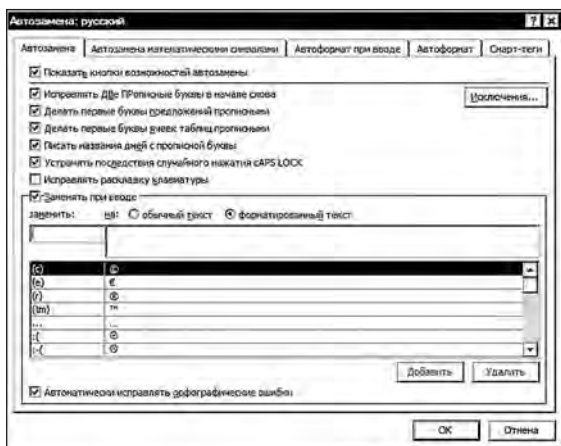 Автозамена: русский
Автозамена Автозамена математическими символами Автоформат при вводе Автоформат Смарт-теги
Показать кнопки возможностей автозамены
Исправлять ДВе ПРописные буквы в начале слова Исключения...
Делать первые буквы предложений прописными
Делать первые буквы ячеек таблиц прописными
Писать названия дней с прописной буквы
Устранять последствия случайного нажатия cAPS LOCK
Исправлять раскладку клавиатуры
Заменять при вводе
заменить: на: обычный текст форматированный текст
(c) ©
(e) €
(r) ®
(tm) ™
... …
:( ☹
:-( ☹
Добавить Удалить
Автоматически исправлять орфографические ошибки
ОК Отмена